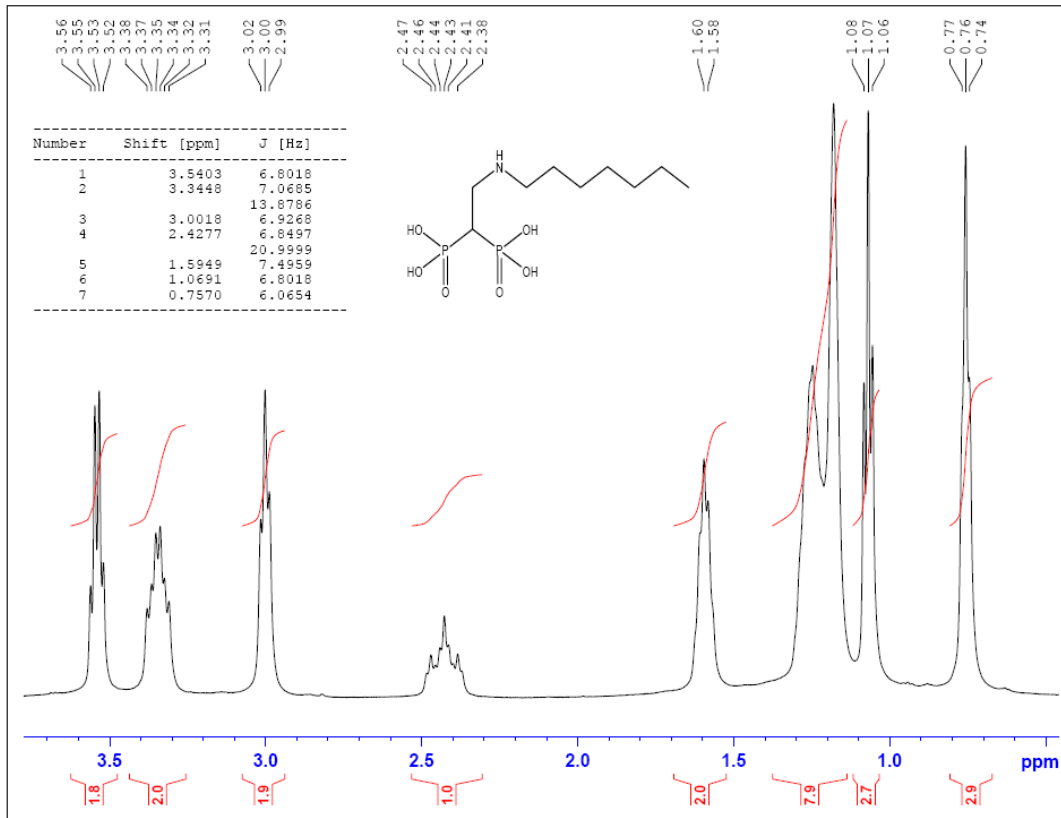 3.56 3.55 3.53 3.52 3.38 3.37 3.35 3.34 3.32 3.31 3.02 3.00 2.99 2.47 2.46 2.44 2.43 2.41 2.38 1.60 1.58 1.08 1.07 1.06 0.77 0.76 0.74
Number Shift [ppm] J [Hz]
1 3.5403 6.8018
2 3.3448 7.0685
13.8786
3 3.0018 6.9268
4 2.4277 6.8497
20.9999
5 1.5949 7.4959
6 1.0691 6.8018
7 0.7570 6.0654
H
N
HO OH
P P
HO OH
O O
3.5 3.0 2.5 2.0 1.5 1.0 ppm
1.8 2.0 1.9 1.0 2.0 7.9 2.7 2.9